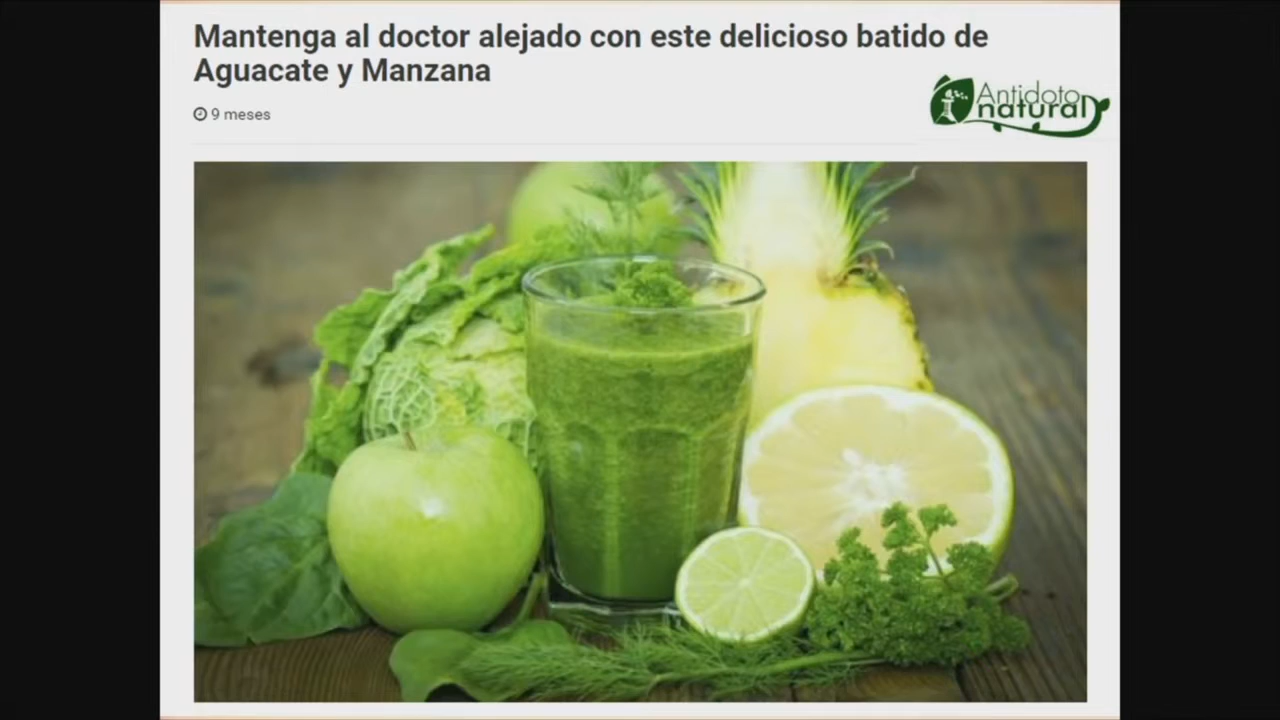 Mantenga al doctor alejado con este delicioso batido de
Aguacate y Manzana
9 meses
Antidoto
natural